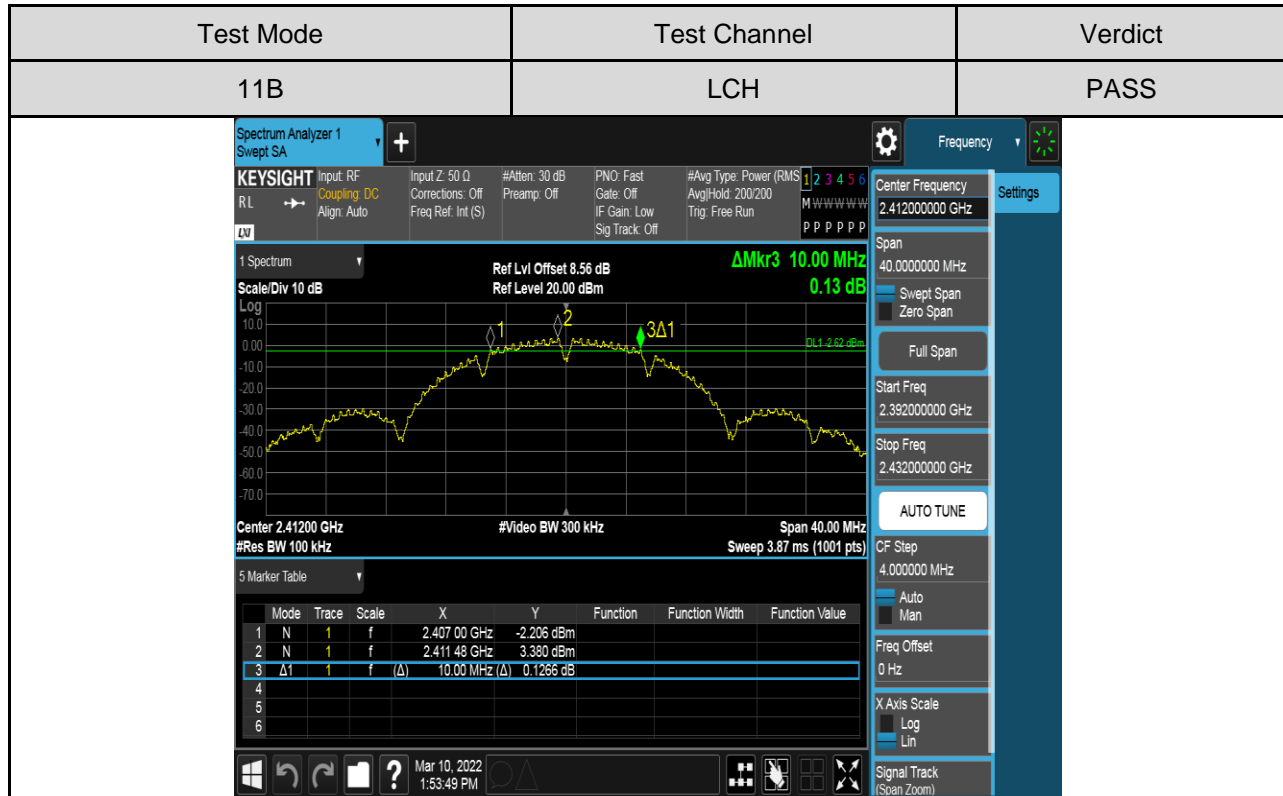 Test Mode Test Channel Verdict
11B LCH PASS
Spectrum Analyzer 1
Swept SA
+
Frequency
KEYSIGHT Input: RF Input Z: 50 Ω #Atten: 30 dB PNO: Fast #Avg Type: Power (RMS 1 2 3 4 5 6
RL Coupling: DC Corrections: Off Preamp: Off Gate: Off Avg|Hold: 200/200 M W W W W W
Align: Auto Freq Ref: Int (S) IF Gain: Low Trig: Free Run
LXI Sig Track: Off P P P P P P
Center Frequency
2.412000000 GHz
Settings
1 Spectrum
Ref Lvl Offset 8.56 dB
ΔMkr3 10.00 MHz
Scale/Div 10 dB Ref Level 20.00 dBm 0.13 dB
Log
10.0
0.00
-10.0
-20.0
-30.0
-40.0
-50.0
-60.0
-70.0
1
2
3Δ1
DL1 -2.62 dBm
Center 2.41200 GHz #Video BW 300 kHz Span 40.00 MHz
#Res BW 100 kHz Sweep 3.87 ms (1001 pts)
Span
40.0000000 MHz
Swept Span
Zero Span
Full Span
Start Freq
2.392000000 GHz
Stop Freq
2.432000000 GHz
AUTO TUNE
CF Step
4.000000 MHz
Auto
Man
Freq Offset
0 Hz
X Axis Scale
Log
Lin
Signal Track
(Span Zoom)
5 Marker Table
Mode Trace Scale X Y Function Function Width Function Value
1 N 1 f 2.407 00 GHz -2.206 dBm
2 N 1 f 2.411 48 GHz 3.380 dBm
3 Δ1 1 f (Δ) 10.00 MHz (Δ) 0.1266 dB
4
5
6
? Mar 10, 2022
1:53:49 PM